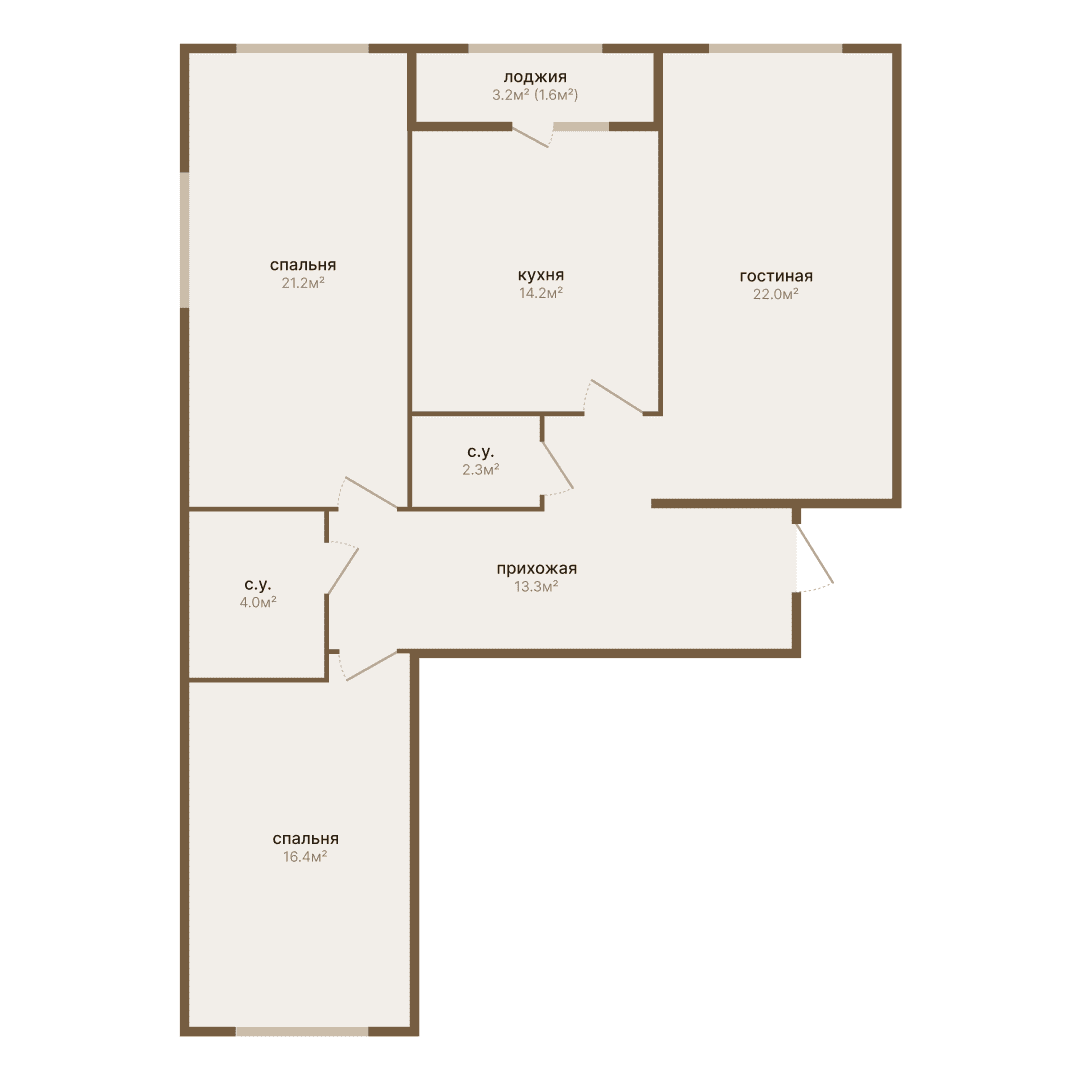 лоджия
3.2м² (1.6м²)
спальня
21.2м²
кухня
14.2м²
гостиная
22.0м²
с.у.
2.3м²
прихожая
13.3м²
с.у.
4.0м²
спальня
16.4м²